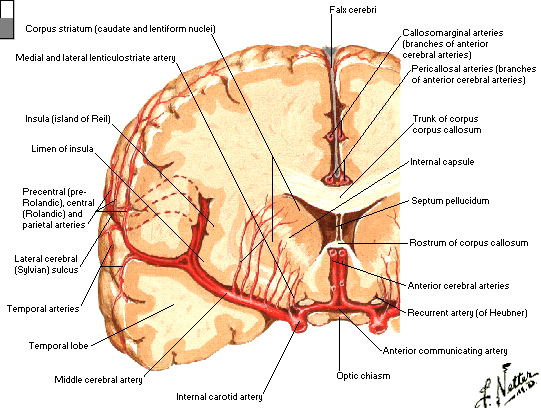 Falx cerebri
Corpus striatum (caudate and lentiform nuclei)
Medial and lateral lenticulostriate artery
Insula (island of Reil)
Limen of insula
Precentral (pre-
Rolandic), central
(Rolandic) and
parietal arteries
Lateral cerebral
(Sylvian) sulcus
Temporal arteries
Temporal lobe
Middle cerebral artery
Internal carotid artery
Callosomarginal arteries
(branches of anterior
cerebral arteries)
Pericallosal arteries (branches
of anterior cerebral arteries)
Trunk of corpus
corpus callosum
Internal capsule
Septum pellucidum
Rostrum of corpus callosum
Anterior cerebral arteries
Recurrent artery (of Heubner)
Anterior communicating artery
Optic chiasm
F. Netter
M.D.